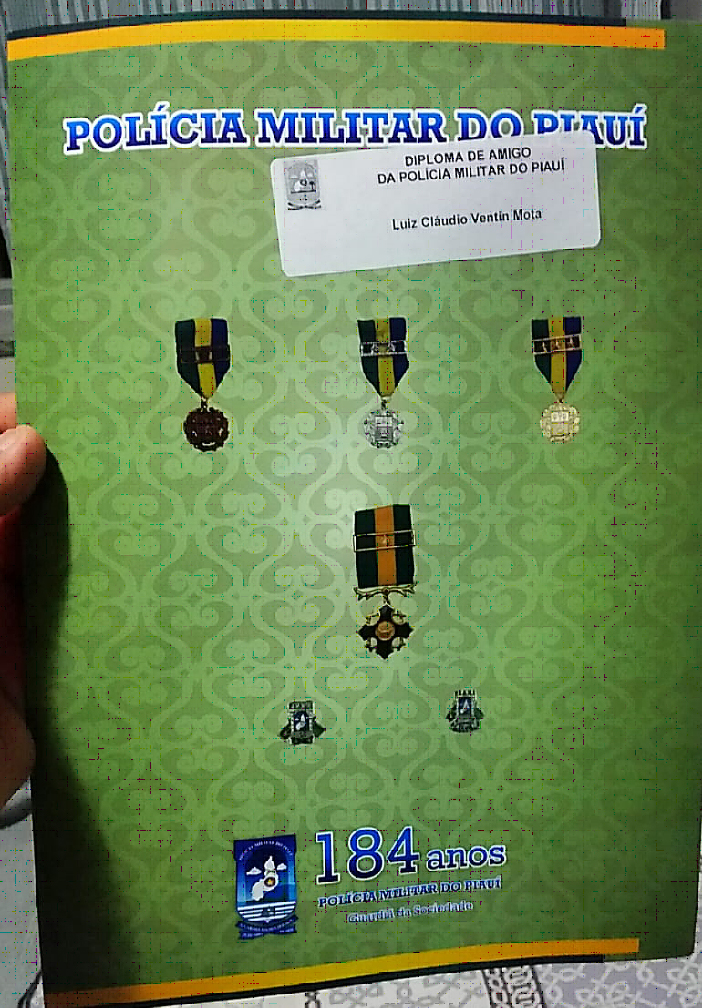 POLÍCIA MILITAR DO PIAUÍ
DIPLOMA DE AMIGO
DA POLÍCIA MILITAR DO PIAUÍ
Luiz Cláudio Ventin Mota
184 anos
POLÍCIA MILITAR DO PIAUÍ
Guardiã da Sociedade